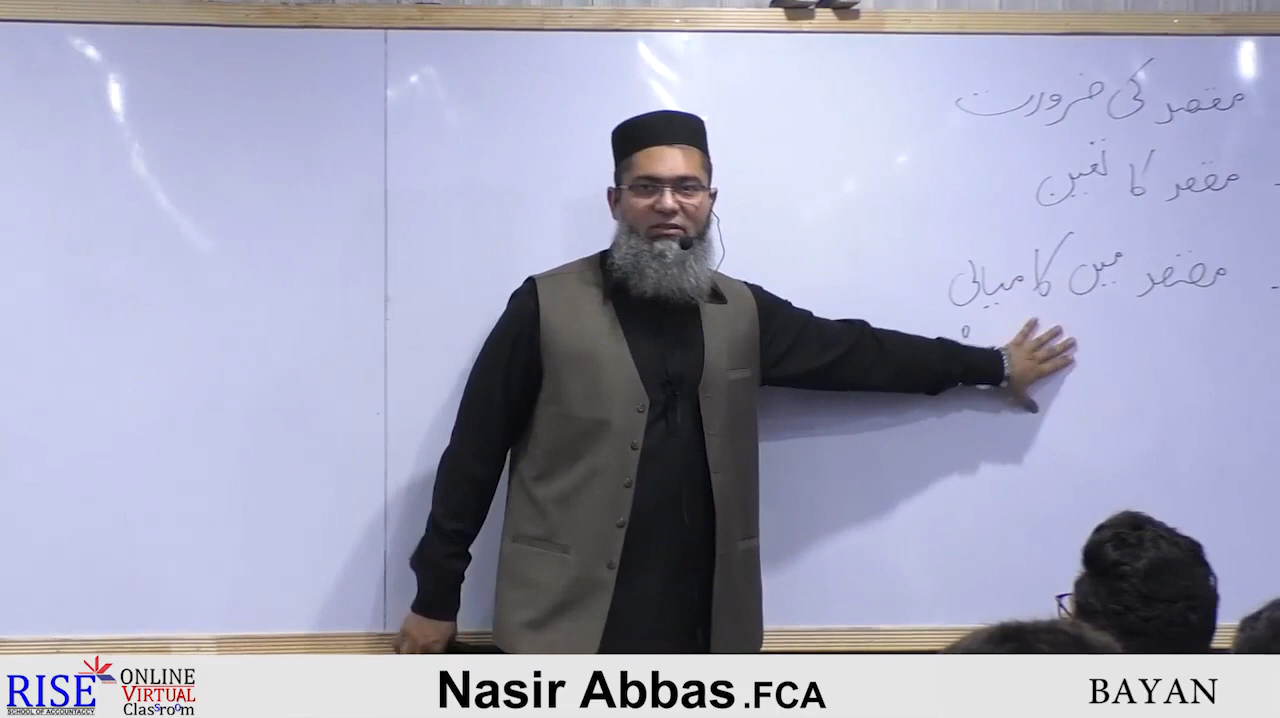 مقصد کی ضرورت
- مقصد کا تعین
- مقصد میں کامیابی
RISE
SCHOOL OF ACCOUNTACCY
ONLINE
VIRTUAL
Classroom
Nasir Abbas .FCA
BAYAN